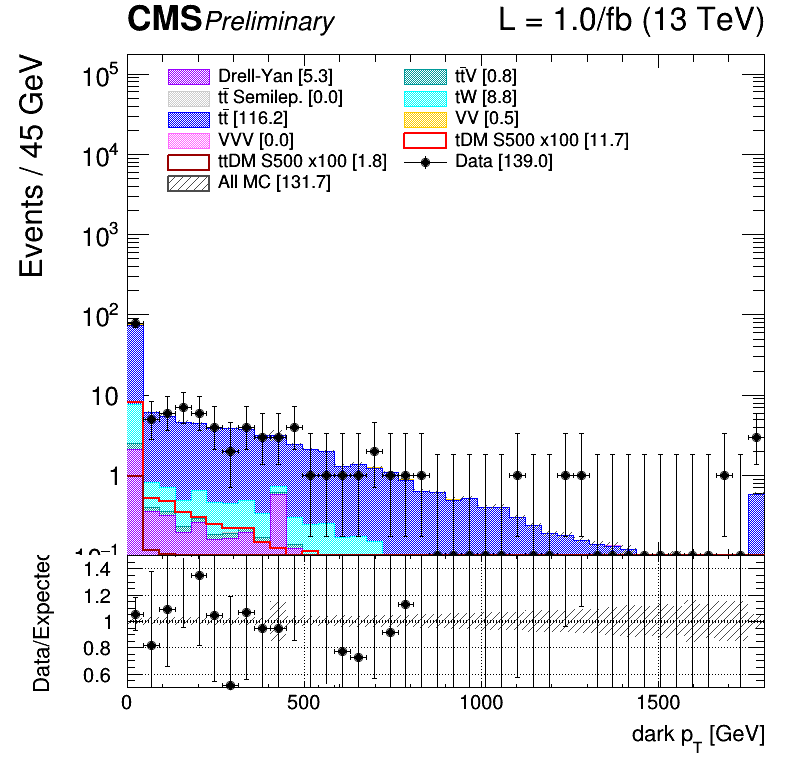 CMS Preliminary L = 1.0/fb (13 TeV)
Events / 45 GeV
Drell-Yan [5.3]
tt̄V [0.8]
tt̄ Semilep. [0.0]
tW [8.8]
tt̄ [116.2]
VV [0.5]
VVV [0.0]
tDM S500 x100 [11.7]
ttDM S500 x100 [1.8]
Data [139.0]
All MC [131.7]
10⁵
10⁴
10³
10²
10
1
10⁻¹
Data/Expected
1.4
1.2
1
0.8
0.6
0 500 1000 1500
dark p_T [GeV]